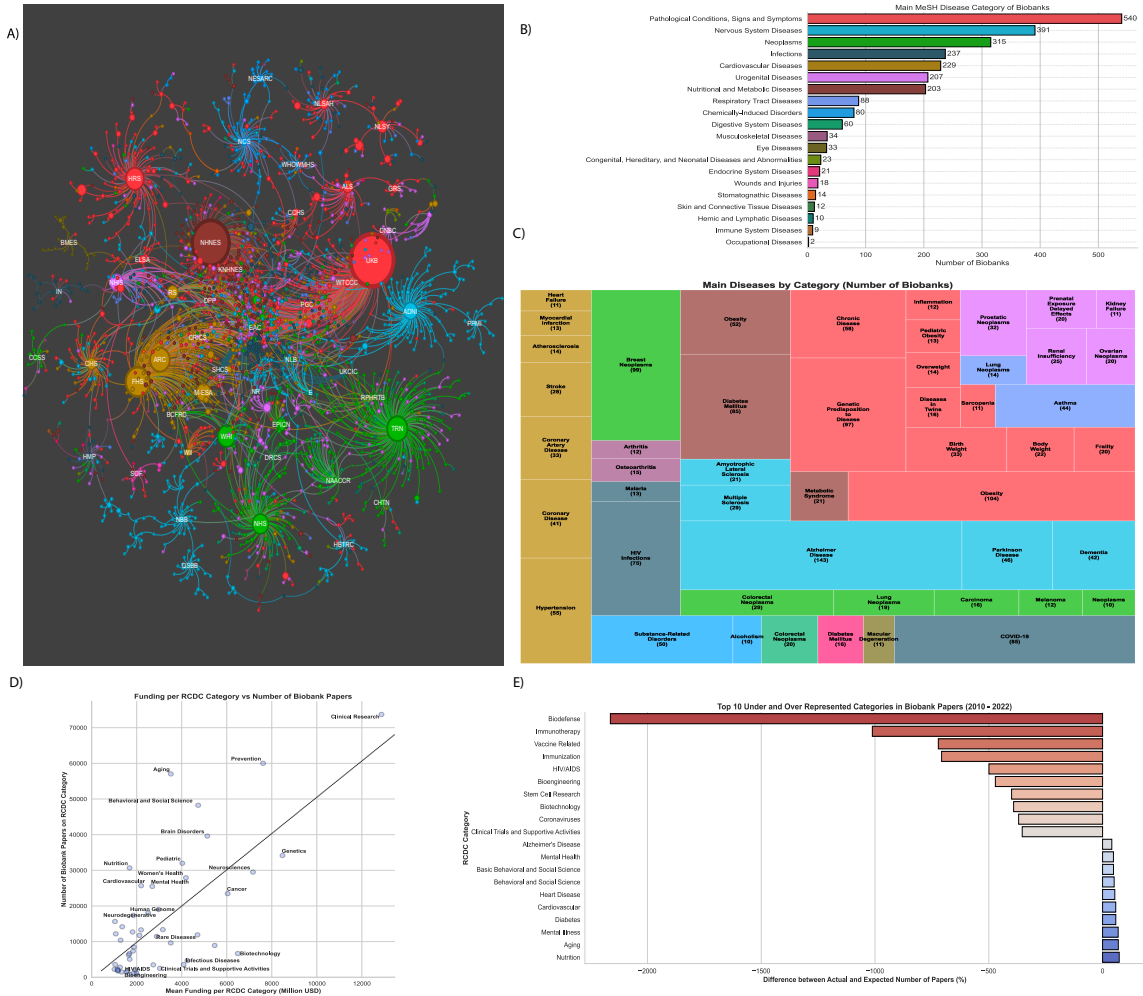 A)
NESARC
NLSAH
NLSY
NCS
WHOWMHS
HRS
ALS
GRS
CCHS
DNBC
BMES
NHNES
UKB
ELSA
KNHNES
NHIS
WTCCC
IN
RS
DPP
PGC
ADNI
PPMI
EAC
CRICS
CCSS
CHS
ARC
NLB
SHCS
FHS
UKCIC
M-ESA
NR
E
RPHRTB
BCFRC
EPICN
TRN
WHI
WII
HMP
DRCS
SOF
NAACCR
CHTN
NBS
NHS
HBTRC
QSBB
B)
Main MeSH Disease Category of Biobanks
Pathological Conditions, Signs and Symptoms 540
Nervous System Diseases 391
Neoplasms 315
Infections 237
Cardiovascular Diseases 229
Urogenital Diseases 207
Nutritional and Metabolic Diseases 203
Respiratory Tract Diseases 88
Chemically-Induced Disorders 80
Digestive System Diseases 60
Musculoskeletal Diseases 34
Eye Diseases 33
Congenital, Hereditary, and Neonatal Diseases and Abnormalities 23
Endocrine System Diseases 21
Wounds and Injuries 18
Stomatognathic Diseases 14
Skin and Connective Tissue Diseases 12
Hemic and Lymphatic Diseases 10
Immune System Diseases 9
Occupational Diseases 2
0 100 200 300 400 500
Number of Biobanks
C)
Main Diseases by Category (Number of Biobanks)
Heart
Failure
(11)
Myocardial
Infarction
(13)
Atherosclerosis
(14)
Stroke
(28)
Coronary
Artery
Disease
(33)
Coronary
Disease
(41)
Hypertension
(55)
Breast
Neoplasms
(99)
Arthritis
(12)
Osteoarthritis
(15)
Malaria
(13)
HIV
Infections
(75)
Obesity
(52)
Diabetes
Mellitus
(85)
Amyotrophic
Lateral
Sclerosis
(21)
Multiple
Sclerosis
(29)
Chronic
Disease
(56)
Genetic
Predisposition
to
Disease
(97)
Metabolic
Syndrome
(21)
Inflammation
(12)
Pediatric
Obesity
(13)
Overweight
(14)
Diseases
in
Twins
(16)
Sarcopenia
(11)
Birth
Weight
(33)
Body
Weight
(22)
Frailty
(20)
Obesity
(104)
Prostatic
Neoplasms
(32)
Prenatal
Exposure
Delayed
Effects
(20)
Kidney
Failure
(11)
Renal
Insufficiency
(25)
Ovarian
Neoplasms
(20)
Lung
Neoplasms
(14)
Asthma
(44)
Alzheimer
Disease
(143)
Parkinson
Disease
(46)
Dementia
(42)
Colorectal
Neoplasms
(29)
Lung
Neoplasms
(19)
Carcinoma
(16)
Melanoma
(12)
Neoplasms
(10)
Substance-Related
Disorders
(50)
Alcoholism
(10)
Colorectal
Neoplasms
(20)
Diabetes
Mellitus
(16)
Macular
Degeneration
(11)
COVID-19
D)
Funding per RCDC Category vs Number of Biobank Papers
Number of Biobank Papers on RCDC Category
70000
60000
50000
40000
30000
20000
10000
0
Clinical Research
Prevention
Aging
Behavioral and Social Science
Brain Disorders
Genetics
Pediatric
Nutrition
Neurosciences
Women's Health
Cardiovascular
Mental Health
Cancer
Human Genome
Neurodegenerative
Rare Diseases
Biotechnology
Infectious Diseases
HIV/AIDS
Clinical Trials and Supportive Activities
Bioengineering
0 2000 4000 6000 8000 10000 12000
Mean Funding per RCDC Category (Million USD)
E)
Top 10 Under and Over Represented Categories in Biobank Papers (2010 - 2022)
RCDC Category
Biodefense
Immunotherapy
Vaccine Related
Immunization
HIV/AIDS
Bioengineering
Stem Cell Research
Biotechnology
Coronaviruses
Clinical Trials and Supportive Activities
Alzheimer's Disease
Mental Health
Basic Behavioral and Social Science
Behavioral and Social Science
Heart Disease
Cardiovascular
Diabetes
Mental Illness
Aging
Nutrition
−2000 −1500 −1000 −500 0
Difference between Actual and Expected Number of Papers (%)